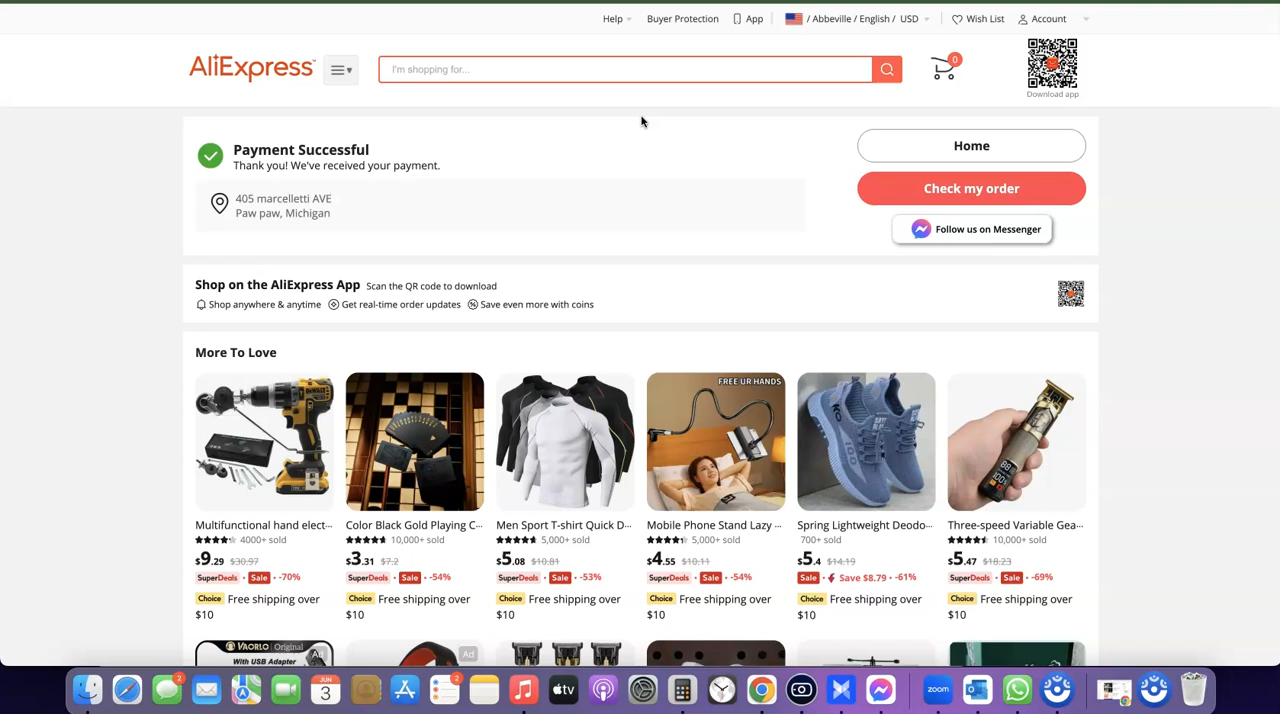 Help
Buyer Protection
App
/ Abbeville / English / USD
Wish List
Account
AliExpress
I'm shopping for...
0
Download app
Payment Successful
Thank you! We've received your payment.
405 marcelletti AVE
Paw paw, Michigan
Home
Check my order
Follow us on Messenger
Shop on the AliExpress App Scan the QR code to download
Shop anywhere & anytime Get real-time order updates Save even more with coins
More To Love
FREE UR HANDS
Multifunctional hand elect...
4000+ sold
$9.29 $30.97
SuperDeals · Sale · -70%
Choice Free shipping over
$10
Color Black Gold Playing C...
10,000+ sold
$3.31 $7.2
SuperDeals · Sale · -54%
Choice Free shipping over
$10
Men Sport T-shirt Quick D...
5,000+ sold
$5.08 $10.81
SuperDeals · Sale · -53%
Choice Free shipping over
$10
Mobile Phone Stand Lazy ...
5,000+ sold
$4.55 $10.11
SuperDeals · Sale · -54%
Choice Free shipping over
$10
Spring Lightweight Deodo...
700+ sold
$5.4 $14.19
Sale · Save $8.79 · -61%
Choice Free shipping over
$10
Three-speed Variable Gea...
10,000+ sold
$5.47 $18.23
SuperDeals · Sale · -69%
Choice Free shipping over
$10
VAORLO Original
With USB Adapter
Ad
Ad
2
JUN
3
2
tv
zoom